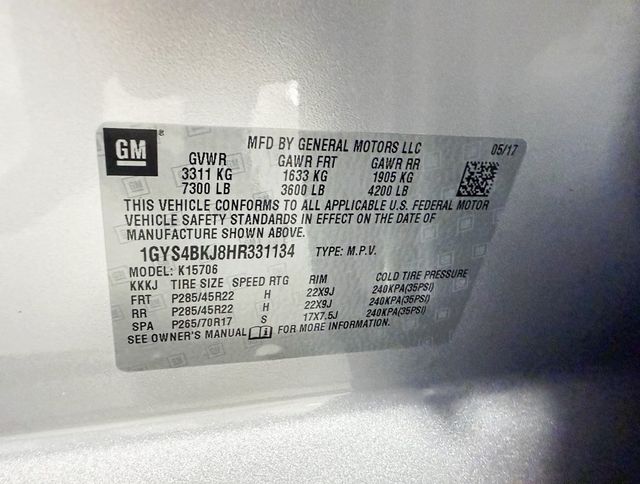 GM ®
MFD BY GENERAL MOTORS LLC 05/17
GVWR GAWR FRT GAWR RR
3311 KG 1633 KG 1905 KG
7300 LB 3600 LB 4200 LB
THIS VEHICLE CONFORMS TO ALL APPLICABLE U.S. FEDERAL MOTOR
VEHICLE SAFETY STANDARDS IN EFFECT ON THE DATE OF
MANUFACTURE SHOWN ABOVE.
1GYS4BKJ8HR331134 TYPE: M.P.V.
MODEL: K15706
KKKJ TIRE SIZE SPEED RTG RIM COLD TIRE PRESSURE
FRT P285/45R22 H 22X9J 240KPA(35PSI)
RR P285/45R22 H 22X9J 240KPA(35PSI)
SPA P265/70R17 S 17X7.5J 240KPA(35PSI)
SEE OWNER'S MANUAL FOR MORE INFORMATION.